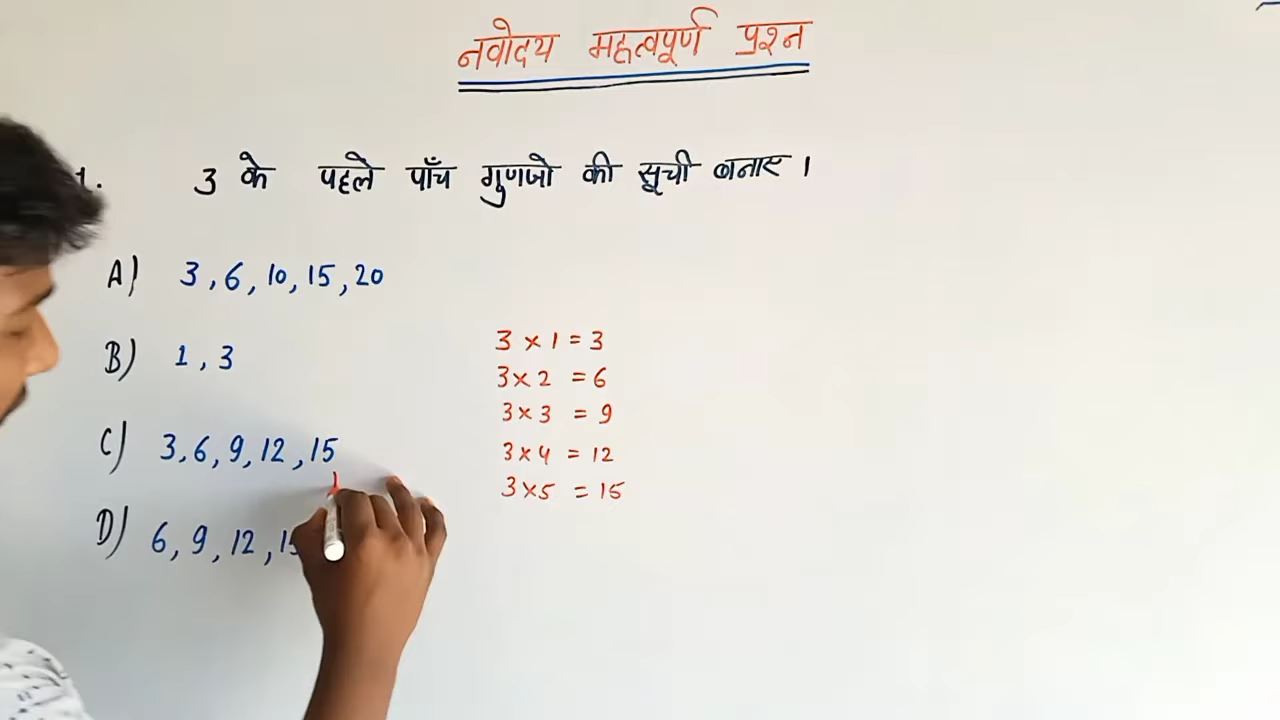 नवोदय महत्वपूर्ण प्रश्न
1. 3 के पहले पाँच गुणजो की सूची बनाए ।
A) 3, 6, 10, 15, 20
B) 1, 3
C) 3, 6, 9, 12, 15
D) 6, 9, 12, 15
3 × 1 = 3
3 × 2 = 6
3 × 3 = 9
3 × 4 = 12
3 × 5 = 15